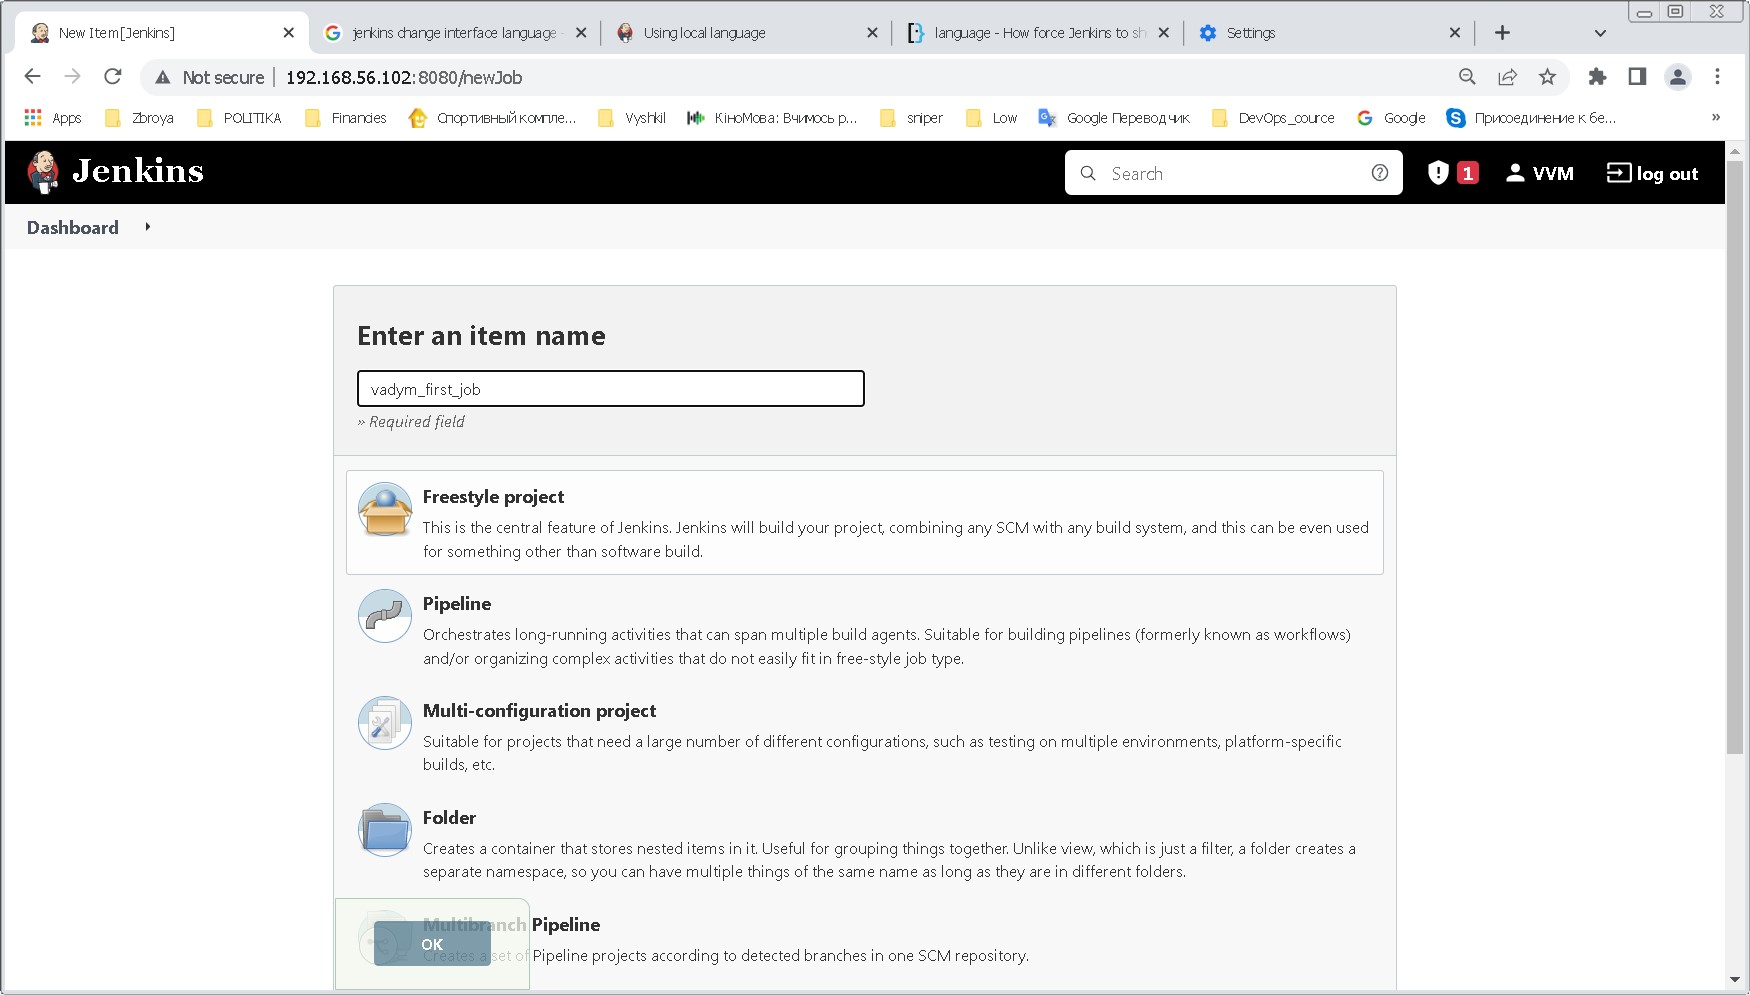 New Item [Jenkins]
jenkins change interface language -
Using local language
language - How force Jenkins to sh
Settings
Not secure
192.168.56.102:8080/newJob
Apps
Zbroya
POLITIKA
Financies
Спортивный компле...
Vyshkil
КіноМова: Вчимось р...
sniper
Low
Google Переводчик
DevOps_cource
Google
Присоединение к бе...
»
Jenkins
Search
1
VVM
log out
Dashboard
Enter an item name
vadym_first_job
» Required field
Freestyle project
This is the central feature of Jenkins. Jenkins will build your project, combining any SCM with any build system, and this can be even used
for something other than software build.
Pipeline
Orchestrates long-running activities that can span multiple build agents. Suitable for building pipelines (formerly known as workflows)
and/or organizing complex activities that do not easily fit in free-style job type.
Multi-configuration project
Suitable for projects that need a large number of different configurations, such as testing on multiple environments, platform-specific
builds, etc.
Folder
Creates a container that stores nested items in it. Useful for grouping things together. Unlike view, which is just a filter, a folder creates a
separate namespace, so you can have multiple things of the same name as long as they are in different folders.
Multibranch Pipeline
OK
Creates a set of Pipeline projects according to detected branches in one SCM repository.